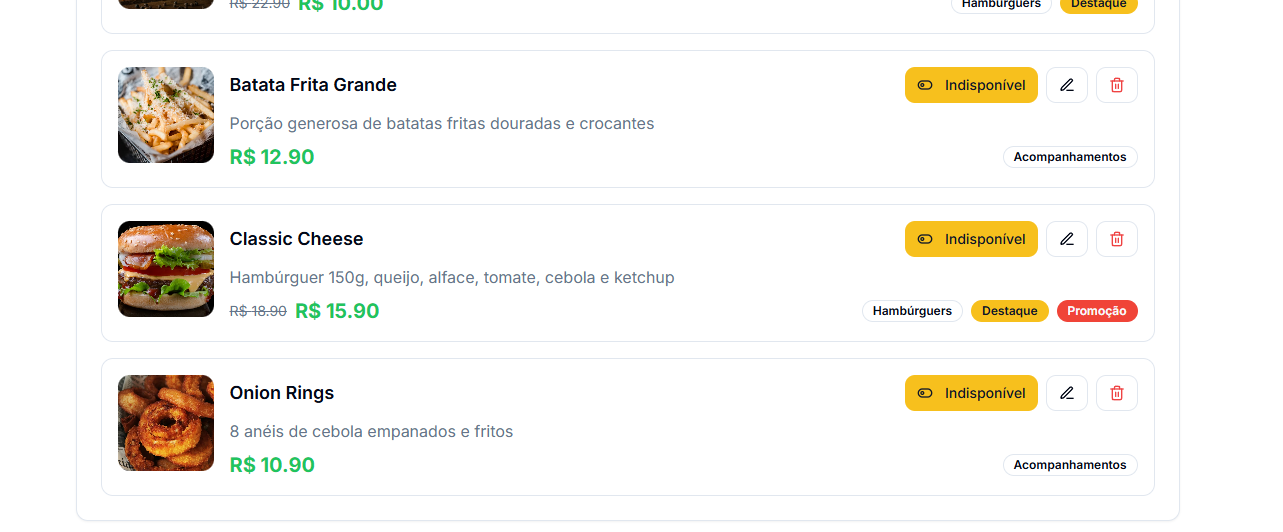 R$ 22.90 R$ 10.00
Hambúrguers Destaque
Batata Frita Grande
Indisponível
Porção generosa de batatas fritas douradas e crocantes
R$ 12.90
Acompanhamentos
Classic Cheese
Indisponível
Hambúrguer 150g, queijo, alface, tomate, cebola e ketchup
R$ 18.90 R$ 15.90
Hambúrguers Destaque Promoção
Onion Rings
Indisponível
8 anéis de cebola empanados e fritos
R$ 10.90
Acompanhamentos